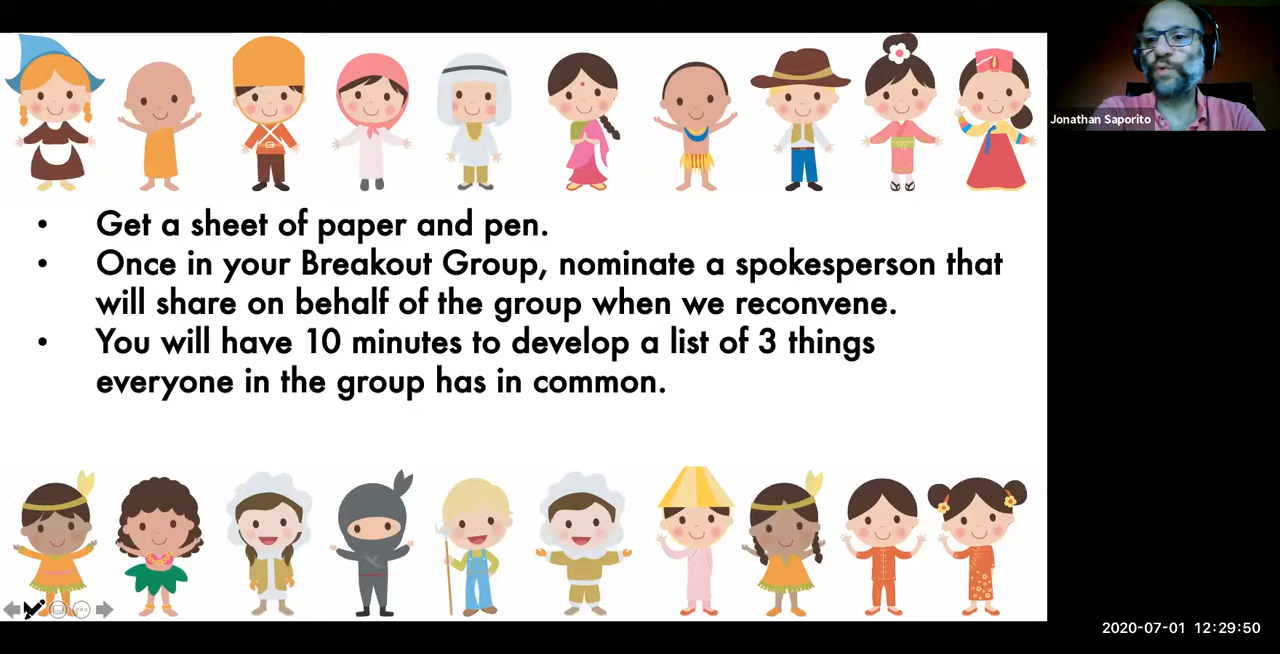 Jonathan Saporito
• Get a sheet of paper and pen.
• Once in your Breakout Group, nominate a spokesperson that
will share on behalf of the group when we reconvene.
• You will have 10 minutes to develop a list of 3 things
everyone in the group has in common.
2020-07-01 12:29:50